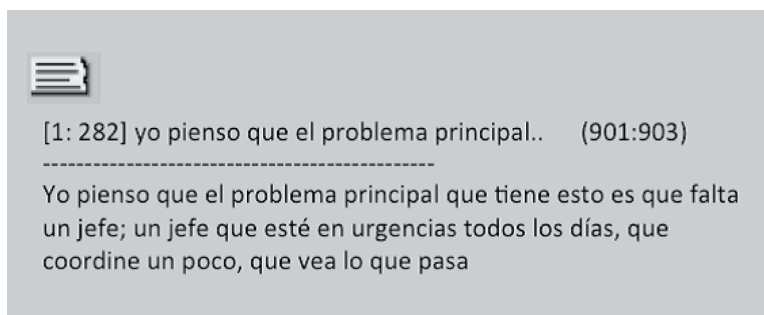 [1: 282] yo pienso que el problema principal.. (901:903)
----------------------------------------------
Yo pienso que el problema principal que tiene esto es que falta
un jefe; un jefe que esté en urgencias todos los días, que
coordine un poco, que vea lo que pasa